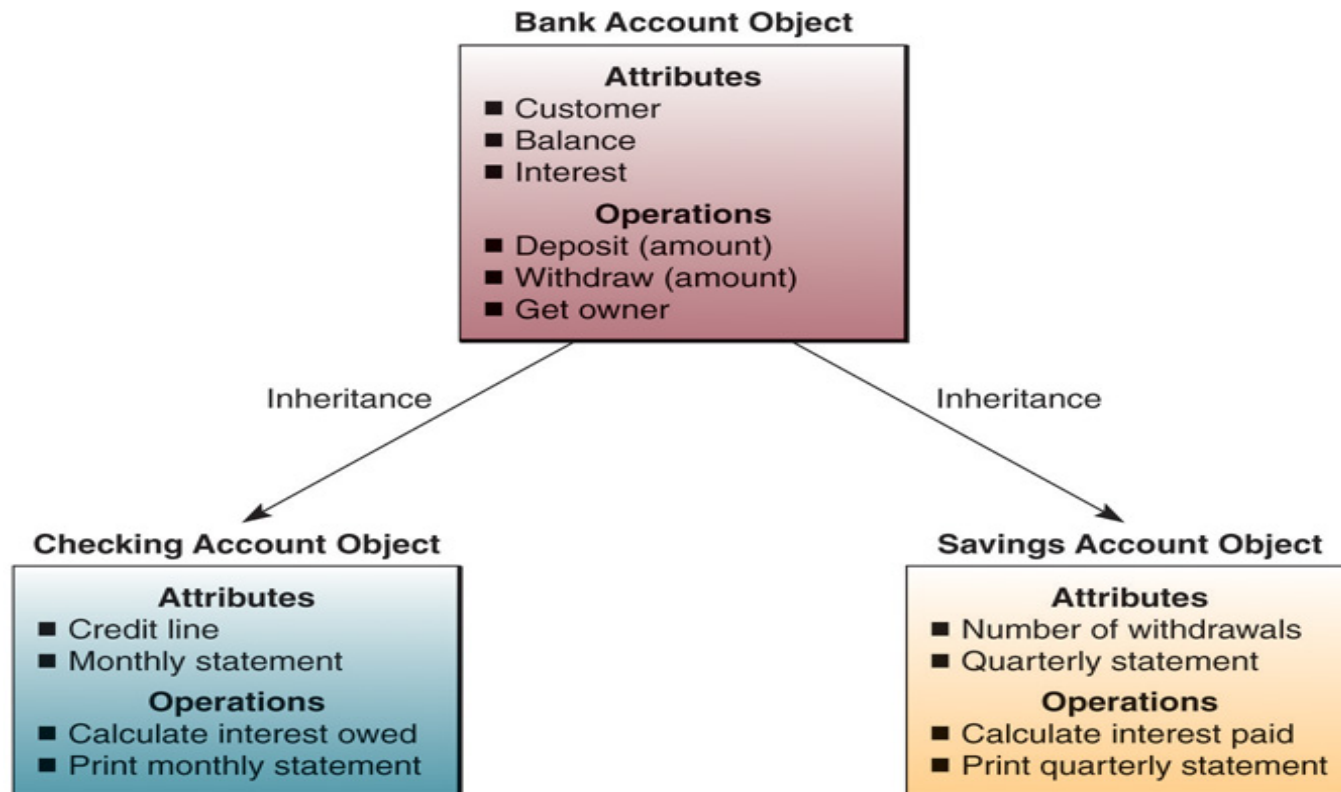 Bank Account Object
Attributes
■ Customer
■ Balance
■ Interest
Operations
■ Deposit (amount)
■ Withdraw (amount)
■ Get owner
Inheritance
Inheritance
Checking Account Object
Attributes
■ Credit line
■ Monthly statement
Operations
■ Calculate interest owed
■ Print monthly statement
Savings Account Object
Attributes
■ Number of withdrawals
■ Quarterly statement
Operations
■ Calculate interest paid
■ Print quarterly statement